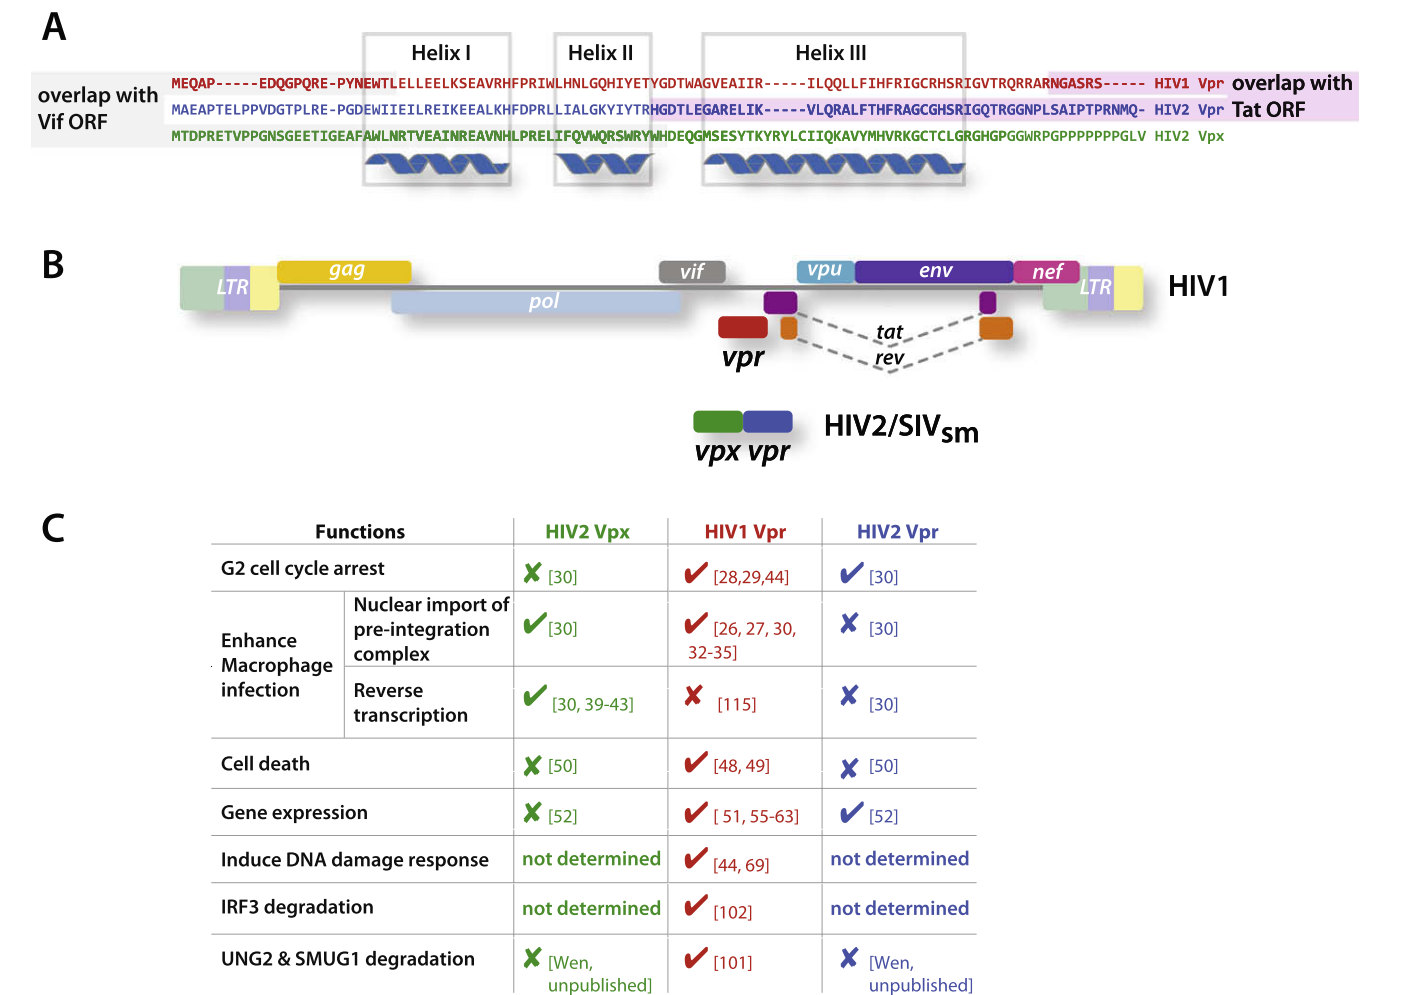 A
Helix I Helix II Helix III
MEQAP-----EDQGPQRE-PYNEWTLELLEELKSEAVRHFPRIWLHNLGQHIYETYGDTWAGVEAIIR-----ILQQLLFIHFRIGCRHSRIGVTRQRRARNGASRS----- HIV1 Vpr
overlap with Tat ORF
overlap with Vif ORF
MAEAPTELPPVDGTPLRE-PGDEWIIEILREIKEEALKHFDPRLLIALGKYIYTRHGDTLEGARELIK-----VLQRALFTHFRAGCGHSRIGQTRGGNPLSAIPTPRNMQ- HIV2 Vpr
MTDPRETVPPGNSGEETIGEAFAWLNRTVEAINREAVNHLPRELIFQVWQRSWRYWHDEQGMSESYTKYRYLCIIQKAVYMHVRKGCTCLGRGHGPGGWRPGPPPPPPPGLV HIV2 Vpx
B
gag vif vpu env nef
LTR pol LTR HIV1
tat
vpr rev
HIV2/SIVsm
vpx vpr
C
Functions HIV2 Vpx HIV1 Vpr HIV2 Vpr
G2 cell cycle arrest ✘ [30] ✔ [28,29,44] ✔ [30]
Enhance Macrophage infection
Nuclear import of pre-integration complex ✔ [30] ✔ [26, 27, 30, 32-35] ✘ [30]
Reverse transcription ✔ [30, 39-43] ✘ [115] ✘ [30]
Cell death ✘ [50] ✔ [48, 49] ✘ [50]
Gene expression ✘ [52] ✔ [ 51, 55-63] ✔ [52]
Induce DNA damage response not determined ✔ [44, 69] not determined
IRF3 degradation not determined ✔ [102] not determined
UNG2 & SMUG1 degradation ✘ [Wen, unpublished] ✔ [101] ✘ [Wen, unpublished]